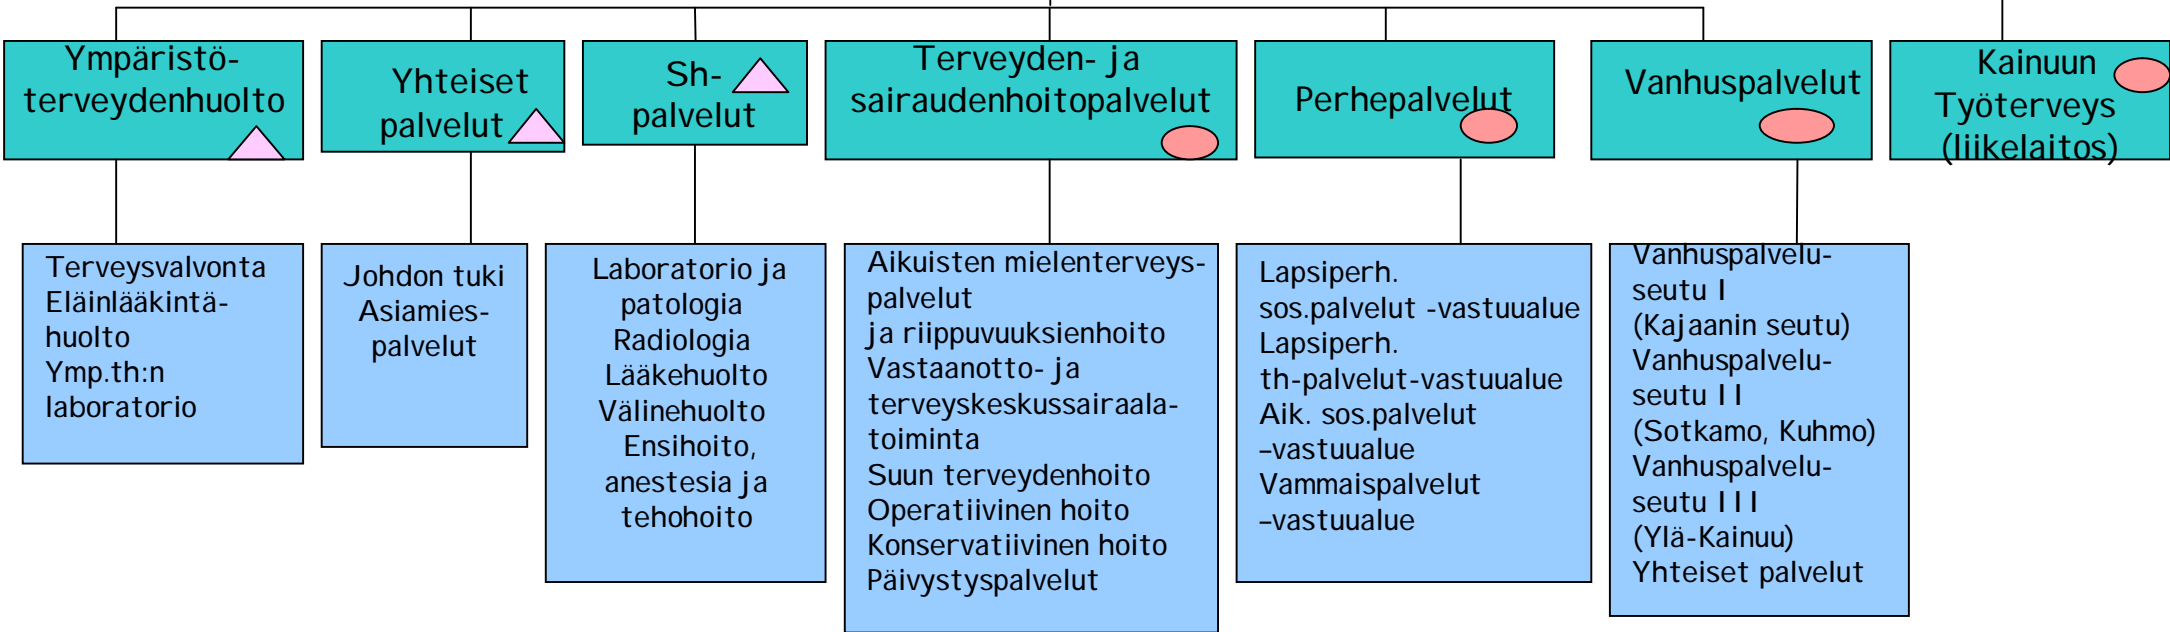 Ympäristö-
terveydenhuolto
Yhteiset
palvelut
Sh-
palvelut
Terveyden- ja
sairaudenhoitopalvelut
Perhepalvelut
Vanhuspalvelut
Kainuun
Työterveys
(liikelaitos)
Terveysvalvonta
Eläinlääkintä-
huolto
Ymp.th:n
laboratorio
Johdon tuki
Asiamies-
palvelut
Laboratorio ja
patologia
Radiologia
Lääkehuolto
Välinehuolto
Ensihoito,
anestesia ja
tehohoito
Aikuisten mielenterveys-
palvelut
ja riippuvuuksienhoito
Vastaanotto- ja
terveyskeskussairaala-
toiminta
Suun terveydenhoito
Operatiivinen hoito
Konservatiivinen hoito
Päivystyspalvelut
Lapsiperh.
sos.palvelut -vastuualue
Lapsiperh.
th-palvelut-vastuualue
Aik. sos.palvelut
–vastuualue
Vammaispalvelut
–vastuualue
Vanhuspalvelu-
seutu I
(Kajaanin seutu)
Vanhuspalvelu-
seutu II
(Sotkamo, Kuhmo)
Vanhuspalvelu-
seutu III
(Ylä-Kainuu)
Yhteiset palvelut